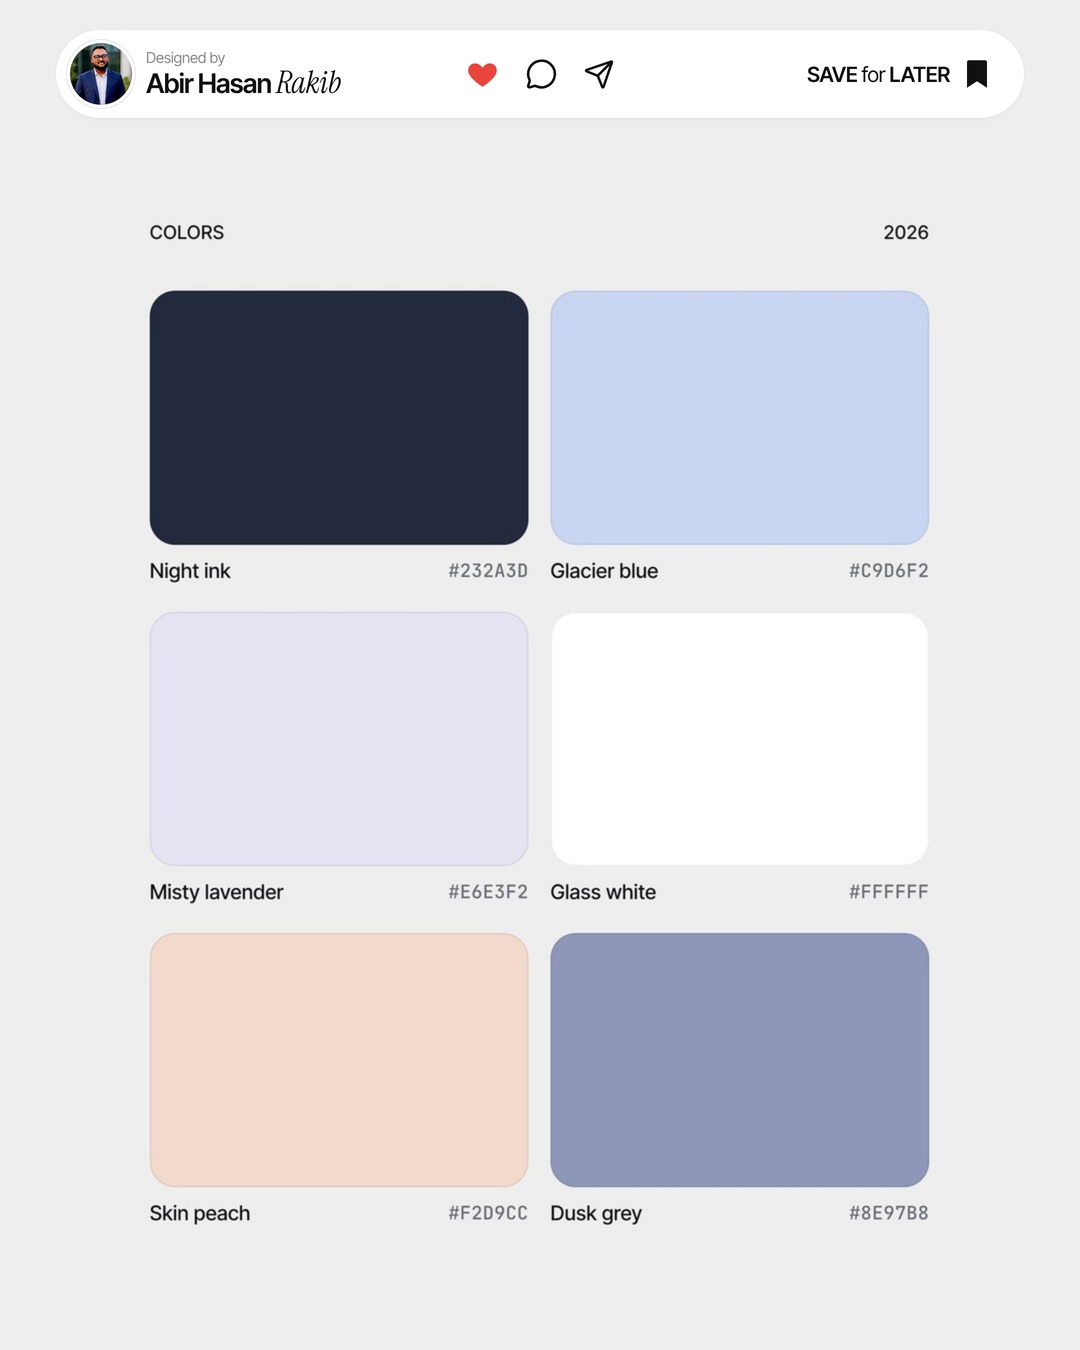 Designed by
Abir Hasan Rakib
SAVE for LATER
COLORS
2026
Night ink
#232A3D
Glacier blue
#C9D6F2
Misty lavender
#E6E3F2
Glass white
#FFFFFF
Skin peach
#F2D9CC
Dusk grey
#8E97B8